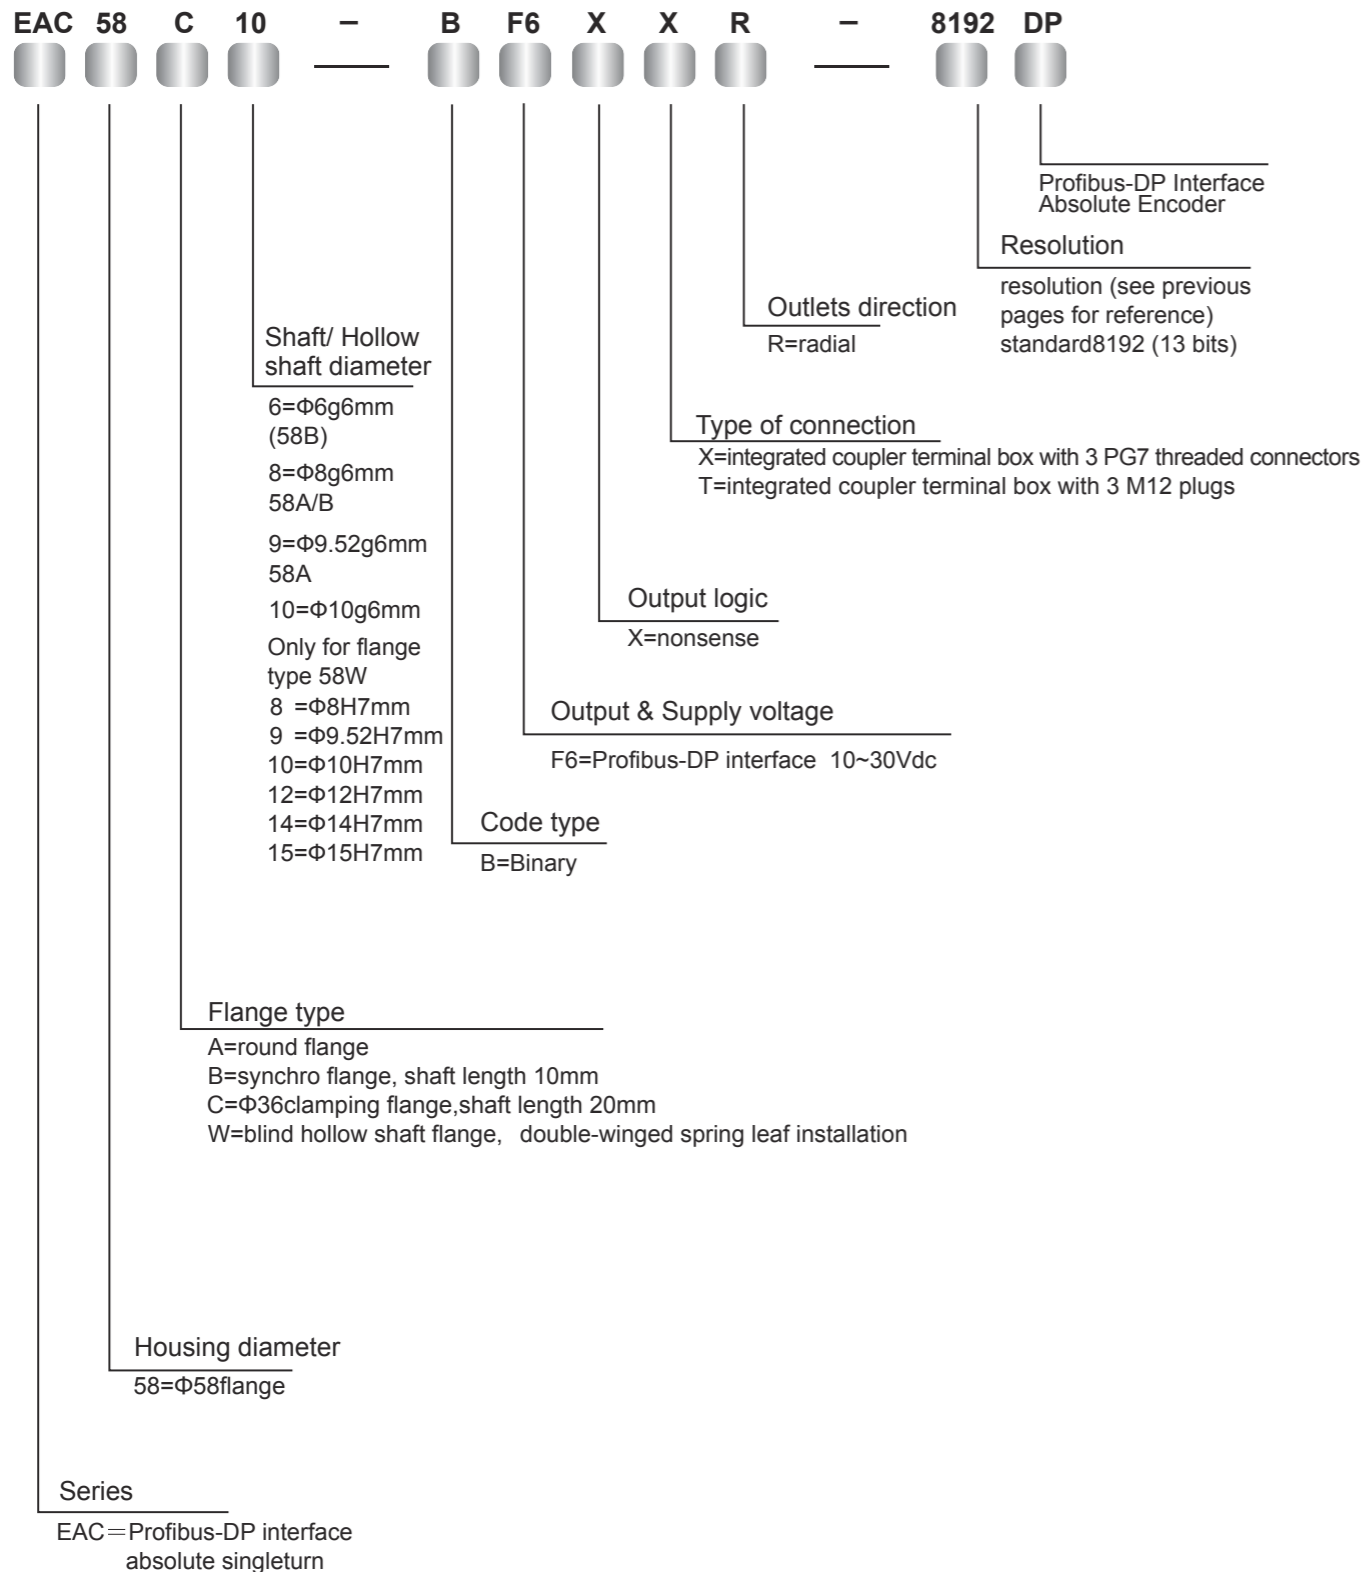 EAC 58 C 10 – B F6 X X R – 8192 DP
Profibus-DP Interface
Absolute Encoder
Resolution
resolution (see previous
pages for reference)
standard8192 (13 bits)
Outlets direction
R=radial
Shaft/ Hollow
shaft diameter
6=Φ6g6mm
(58B)
8=Φ8g6mm
58A/B
9=Φ9.52g6mm
58A
10=Φ10g6mm
Only for flange
type 58W
8 =Φ8H7mm
9 =Φ9.52H7mm
10=Φ10H7mm
12=Φ12H7mm
14=Φ14H7mm
15=Φ15H7mm
Type of connection
X=integrated coupler terminal box with 3 PG7 threaded connectors
T=integrated coupler terminal box with 3 M12 plugs
Output logic
X=nonsense
Output & Supply voltage
F6=Profibus-DP interface 10~30Vdc
Code type
B=Binary
Flange type
A=round flange
B=synchro flange, shaft length 10mm
C=Φ36clamping flange,shaft length 20mm
W=blind hollow shaft flange, double-winged spring leaf installation
Housing diameter
58=Φ58flange
Series
EAC=Profibus-DP interface
absolute singleturn